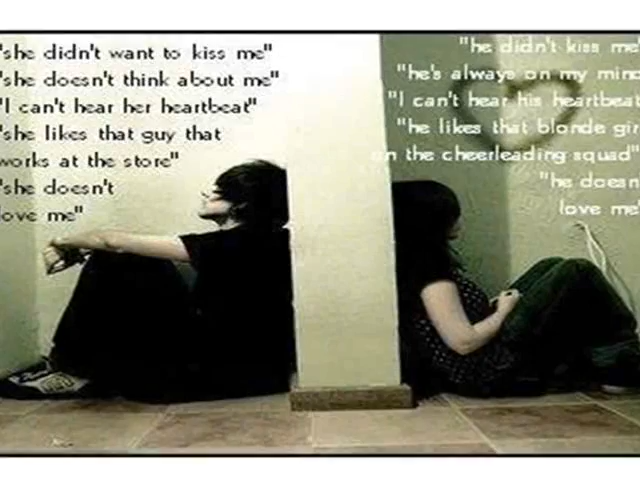 "she didn't want to kiss me"
"she doesn't think about me"
"I can't hear her heartbeat"
"she likes that guy that
works at the store"
"she doesn't
love me"
"he didn't kiss me"
"he's always on my min
"I can't hear his heartbeat
"he likes that blonde gir
on the cheerleading squad"
"he doesn
love me"